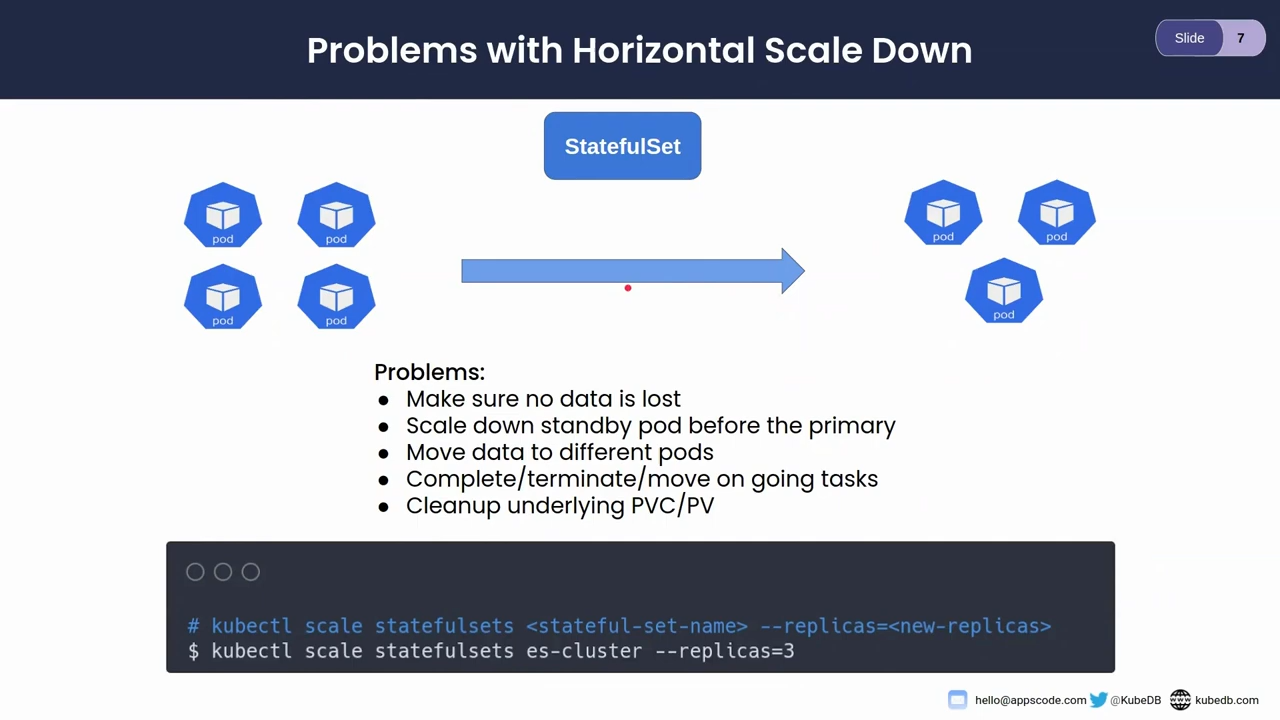 Problems with Horizontal Scale Down
Slide 7
StatefulSet
pod pod
pod pod
pod pod
pod
Problems:
● Make sure no data is lost
● Scale down standby pod before the primary
● Move data to different pods
● Complete/terminate/move on going tasks
● Cleanup underlying PVC/PV
# kubectl scale statefulsets <stateful-set-name> --replicas=<new-replicas>
$ kubectl scale statefulsets es-cluster --replicas=3
hello@appscode.com @KubeDB kubedb.com